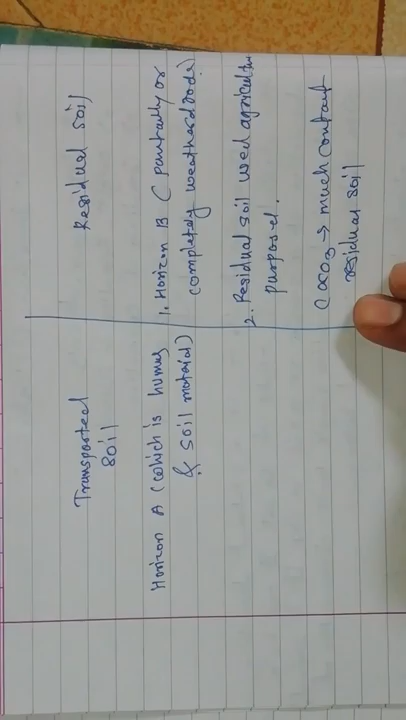 Transported
soil
Horizon A (which is humus
& soil material)
Residual soil
1. Horizon B (partially or
completely weathered rocks)
2. Residual soil used agriculture
purpose.
CaCO3 → much content
residual soil